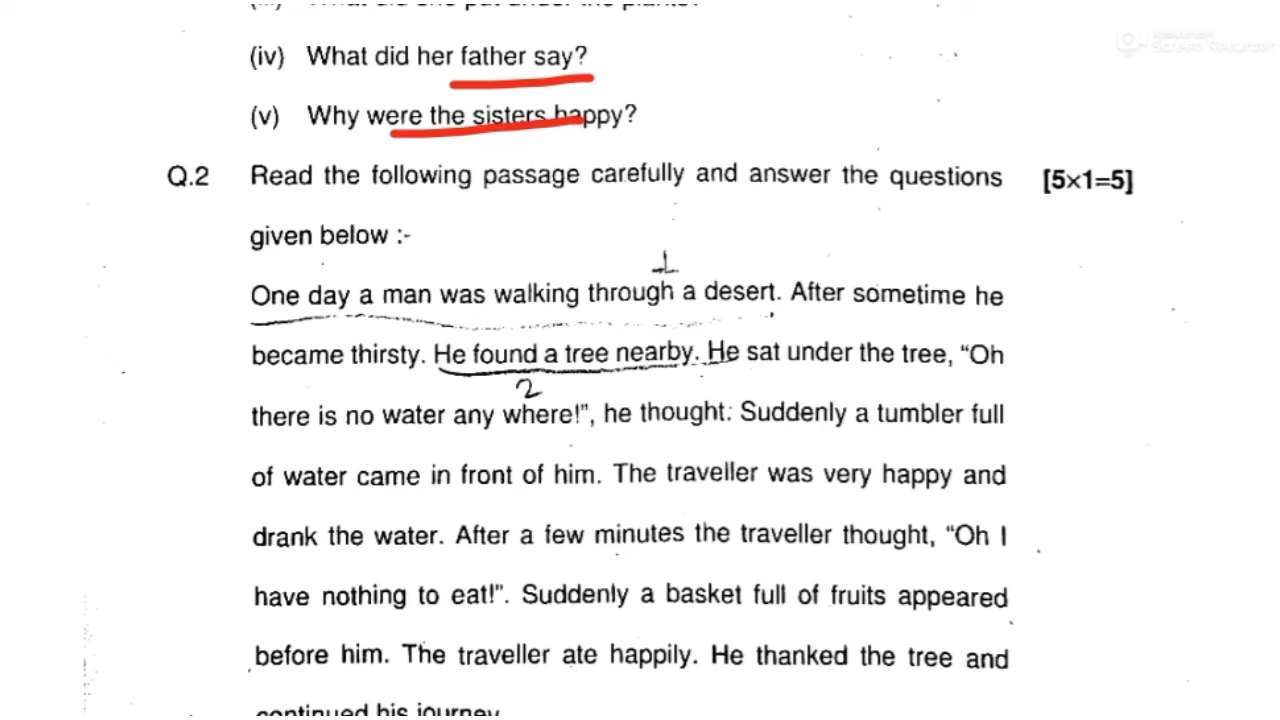 (iv) What did her father say?
(v) Why were the sisters happy?
Q.2 Read the following passage carefully and answer the questions [5×1=5]
given below :-
1
One day a man was walking through a desert. After sometime he
became thirsty. He found a tree nearby. He sat under the tree, “Oh
2
there is no water any where!”, he thought. Suddenly a tumbler full
of water came in front of him. The traveller was very happy and
drank the water. After a few minutes the traveller thought, “Oh I
have nothing to eat!”. Suddenly a basket full of fruits appeared
before him. The traveller ate happily. He thanked the tree and
continued his journey.